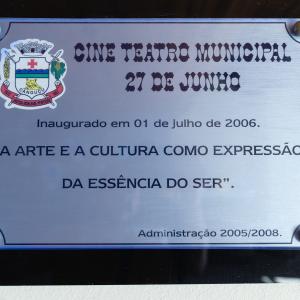 CINE TEATRO MUNICIPAL
27 DE JUNHO
CANGUÇU
Inaugurado em 01 de julho de 2006.
A ARTE E A CULTURA COMO EXPRESSÃO
DA ESSÊNCIA DO SER".
Administração 2005/2008.